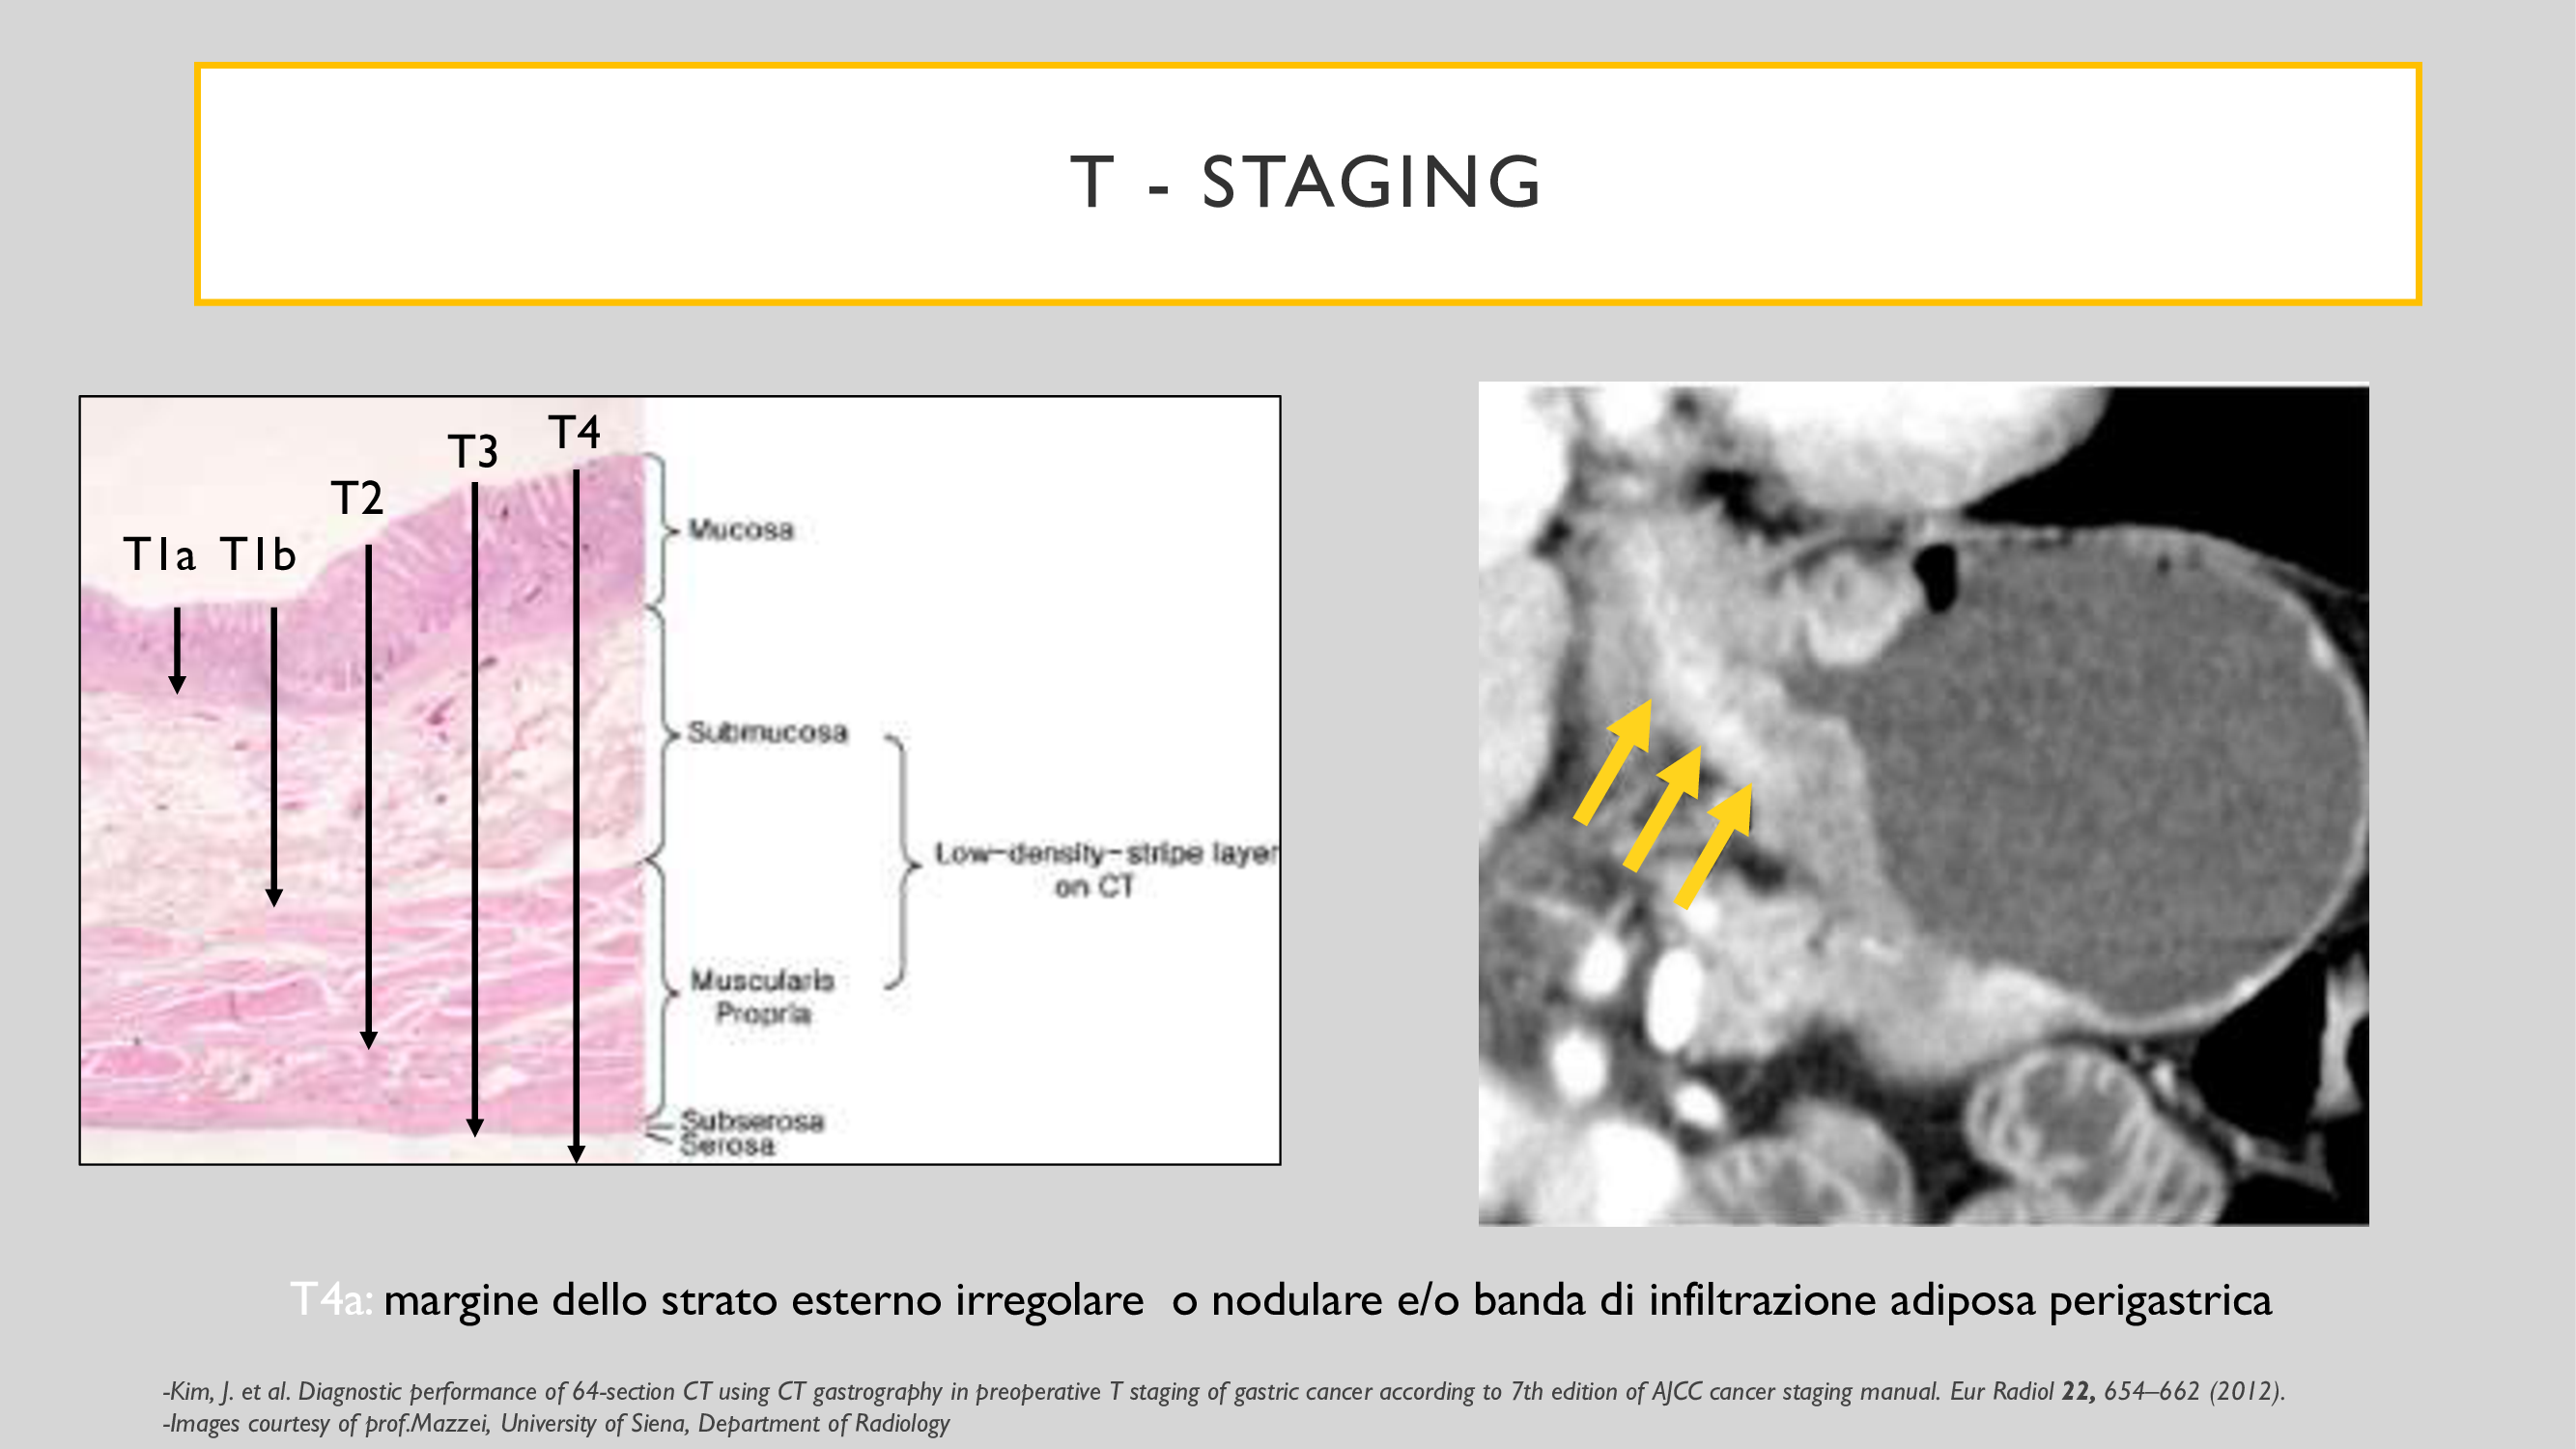 T - STAGING
T1a T1b T2 T3 T4
Mucosa
Submucosa
Low-density-stripe layer
on CT
Muscularis
Propria
Subserosa
Serosa
T4a: margine dello strato esterno irregolare o nodulare e/o banda di infiltrazione adiposa perigastrica
-Kim, J. et al. Diagnostic performance of 64-section CT using CT gastrography in preoperative T staging of gastric cancer according to 7th edition of AJCC cancer staging manual. Eur Radiol 22, 654–662 (2012).
-Images courtesy of prof.Mazzei, University of Siena, Department of Radiology